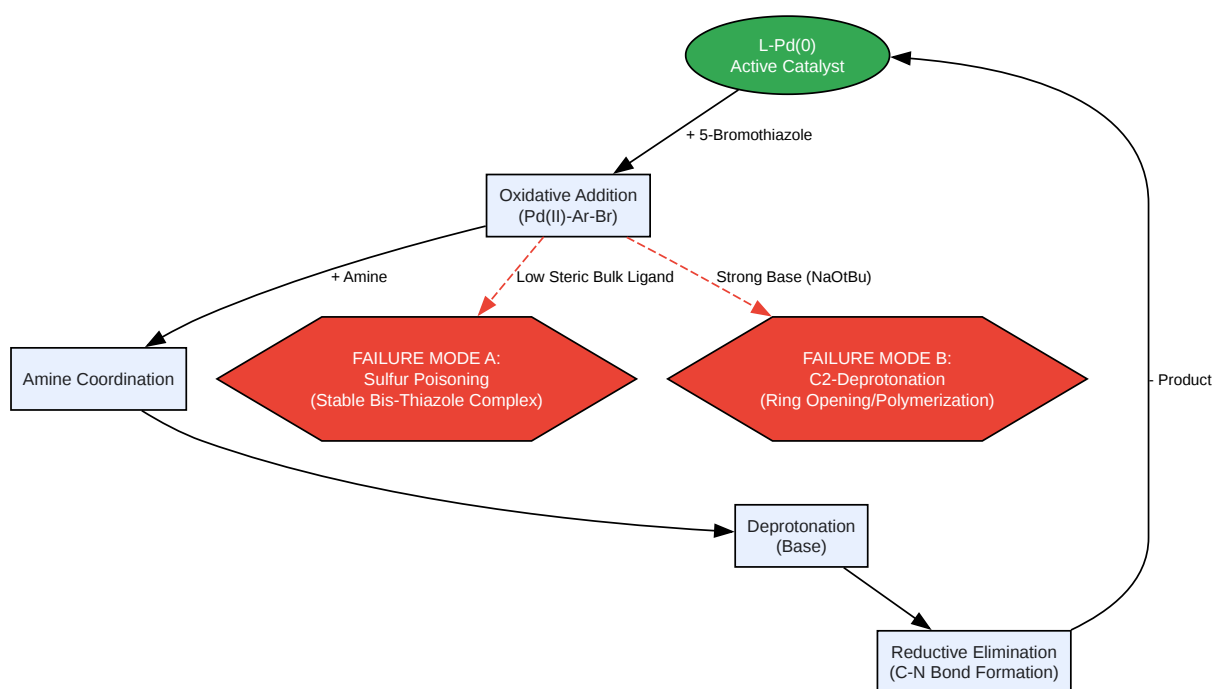 L-Pd(0)
Active Catalyst
+ 5-Bromothiazole
Oxidative Addition
(Pd(II)-Ar-Br)
+ Amine
Low Steric Bulk Ligand
Strong Base (NaOtBu)
Amine Coordination
FAILURE MODE A:
Sulfur Poisoning
(Stable Bis-Thiazole Complex)
FAILURE MODE B:
C2-Deprotonation
(Ring Opening/Polymerization)
- Product
Deprotonation
(Base)
Reductive Elimination
(C-N Bond Formation)